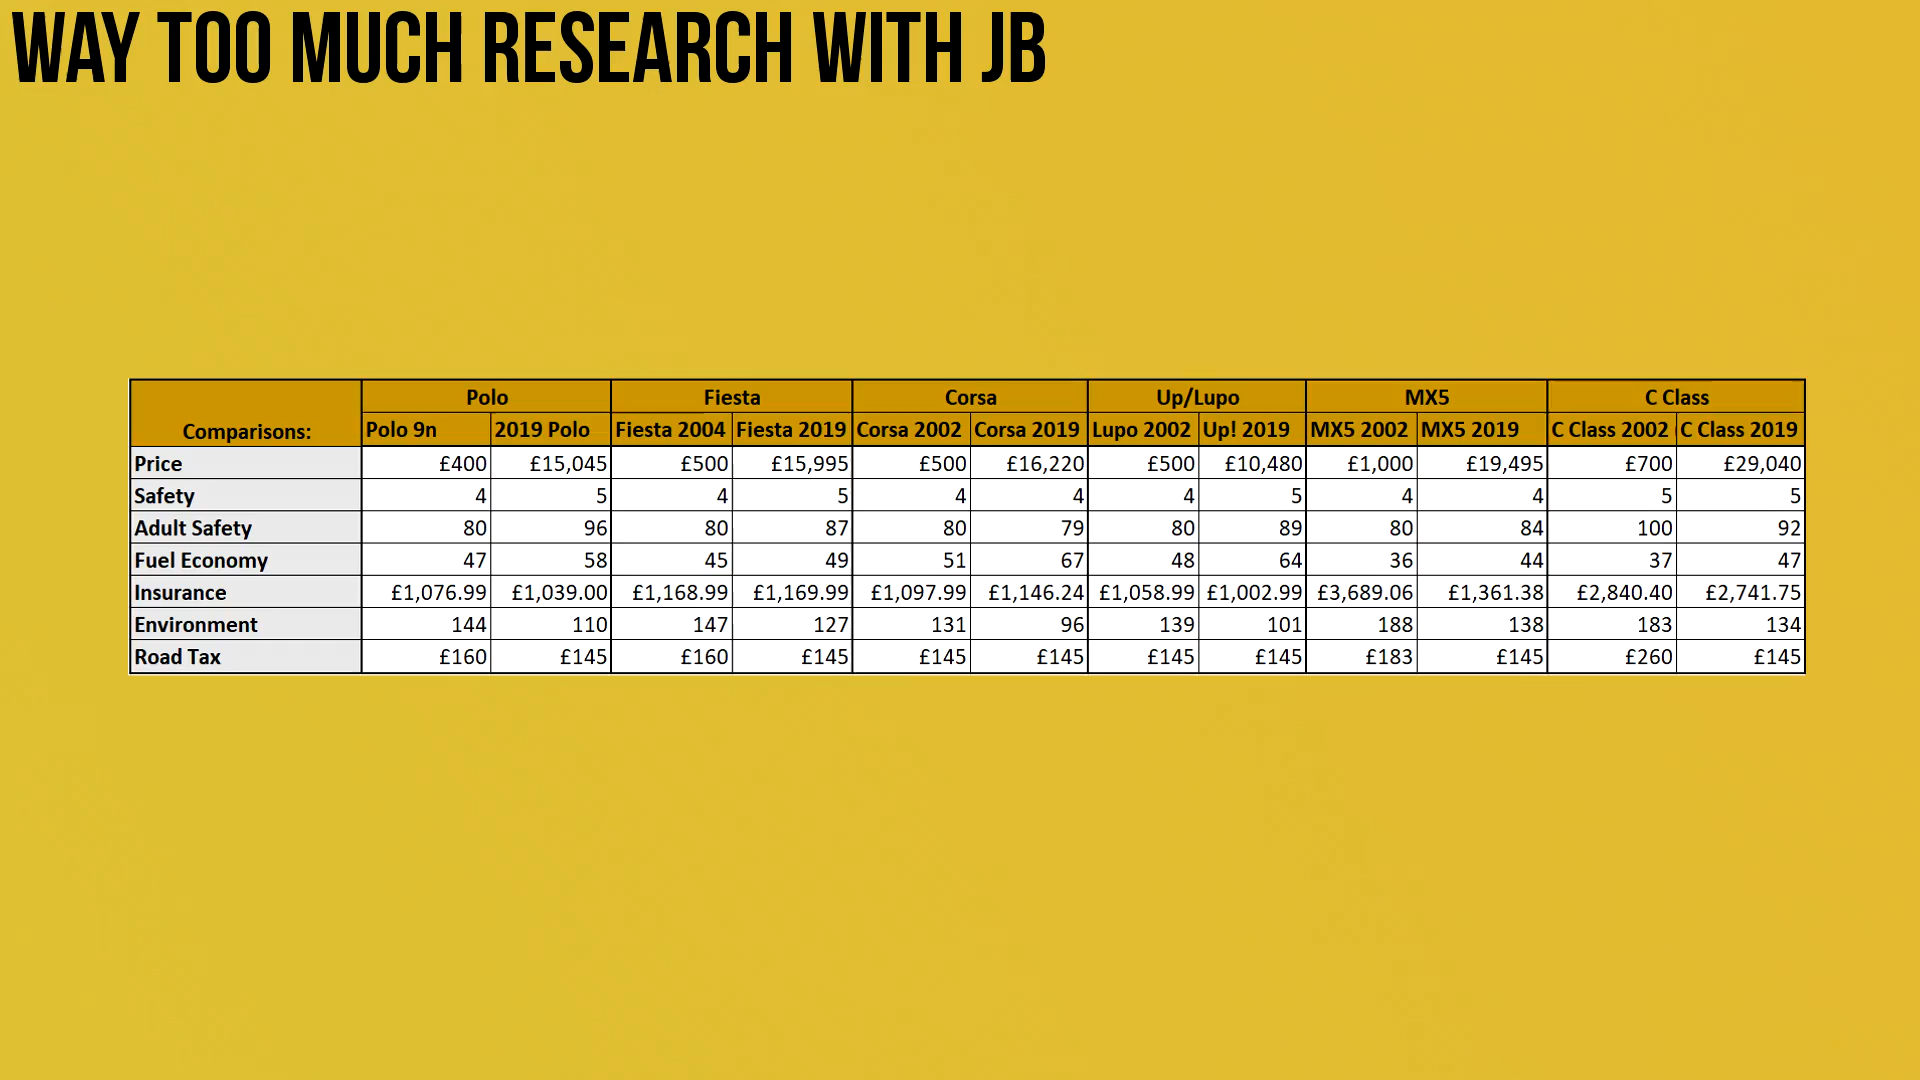 WAY TOO MUCH RESEARCH WITH JB
Comparisons: Polo Fiesta Corsa Up/Lupo MX5 C Class
Polo 9n 2019 Polo Fiesta 2004 Fiesta 2019 Corsa 2002 Corsa 2019 Lupo 2002 Up! 2019 MX5 2002 MX5 2019 C Class 2002 C Class 2019
Price £400 £15,045 £500 £15,995 £500 £16,220 £500 £10,480 £1,000 £19,495 £700 £29,040
Safety 4 5 4 5 4 4 4 5 4 4 5 5
Adult Safety 80 96 80 87 80 79 80 89 80 84 100 92
Fuel Economy 47 58 45 49 51 67 48 64 36 44 37 47
Insurance £1,076.99 £1,039.00 £1,168.99 £1,169.99 £1,097.99 £1,146.24 £1,058.99 £1,002.99 £3,689.06 £1,361.38 £2,840.40 £2,741.75
Environment 144 110 147 127 131 96 139 101 188 138 183 134
Road Tax £160 £145 £160 £145 £145 £145 £145 £145 £183 £145 £260 £145